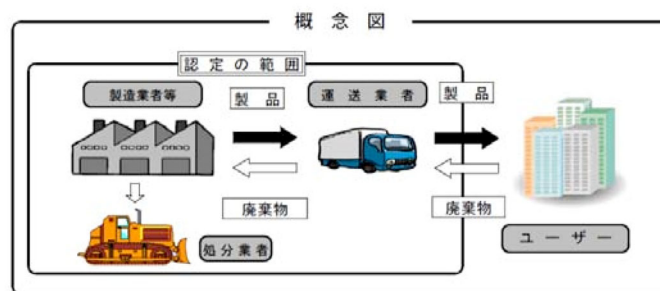 概念図
認定の範囲
製造業者等
製品
運送業者
製品
廃棄物
廃棄物
処分業者
ユーザー